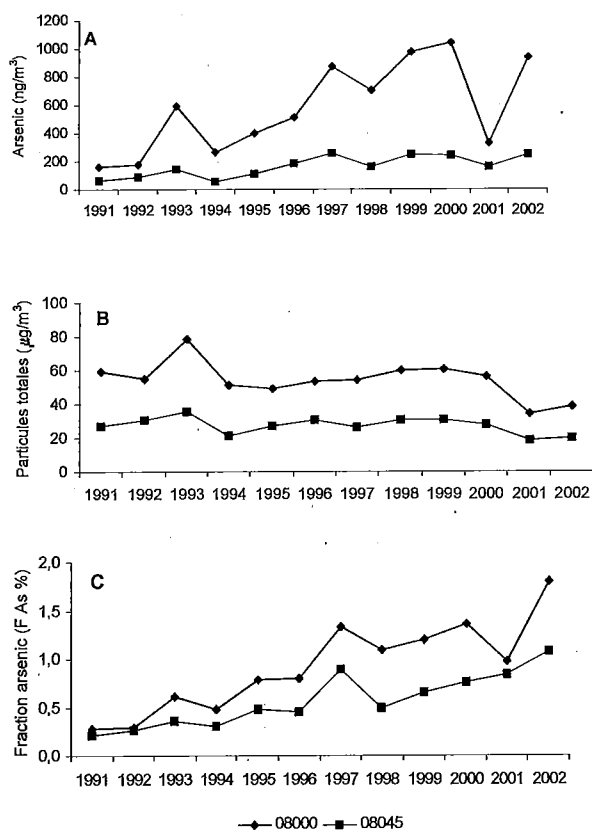 A
Arsenic (ng/m³)
1200
1000
800
600
400
200
0
1991 1992 1993 1994 1995 1996 1997 1998 1999 2000 2001 2002
B
Particules totales (µg/m³)
100
80
60
40
20
0
1991 1992 1993 1994 1995 1996 1997 1998 1999 2000 2001 2002
C
Fraction arsenic (F As %)
2,0
1,5
1,0
0,5
0,0
1991 1992 1993 1994 1995 1996 1997 1998 1999 2000 2001 2002
08000 08045